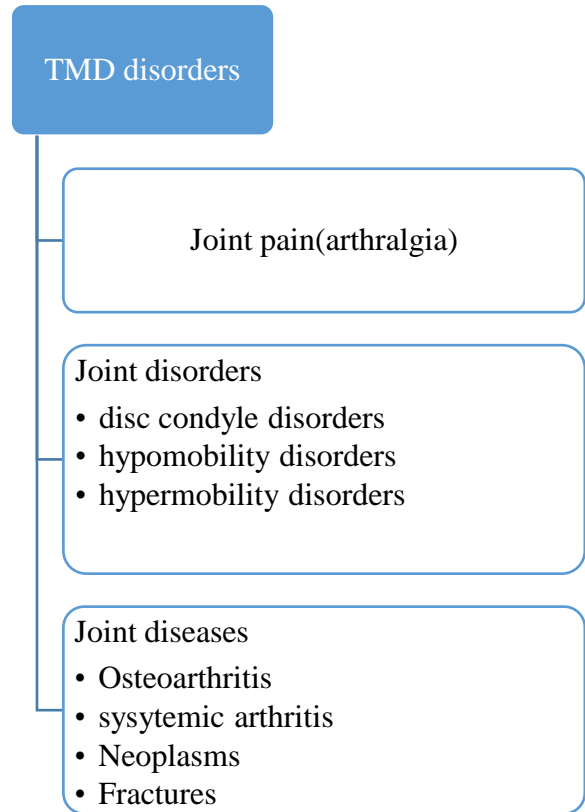 TMD disorders
Joint pain(arthralgia)
Joint disorders
• disc condyle disorders
• hypomobility disorders
• hypermobility disorders
Joint diseases
• Osteoarthritis
• sysytemic arthritis
• Neoplasms
• Fractures